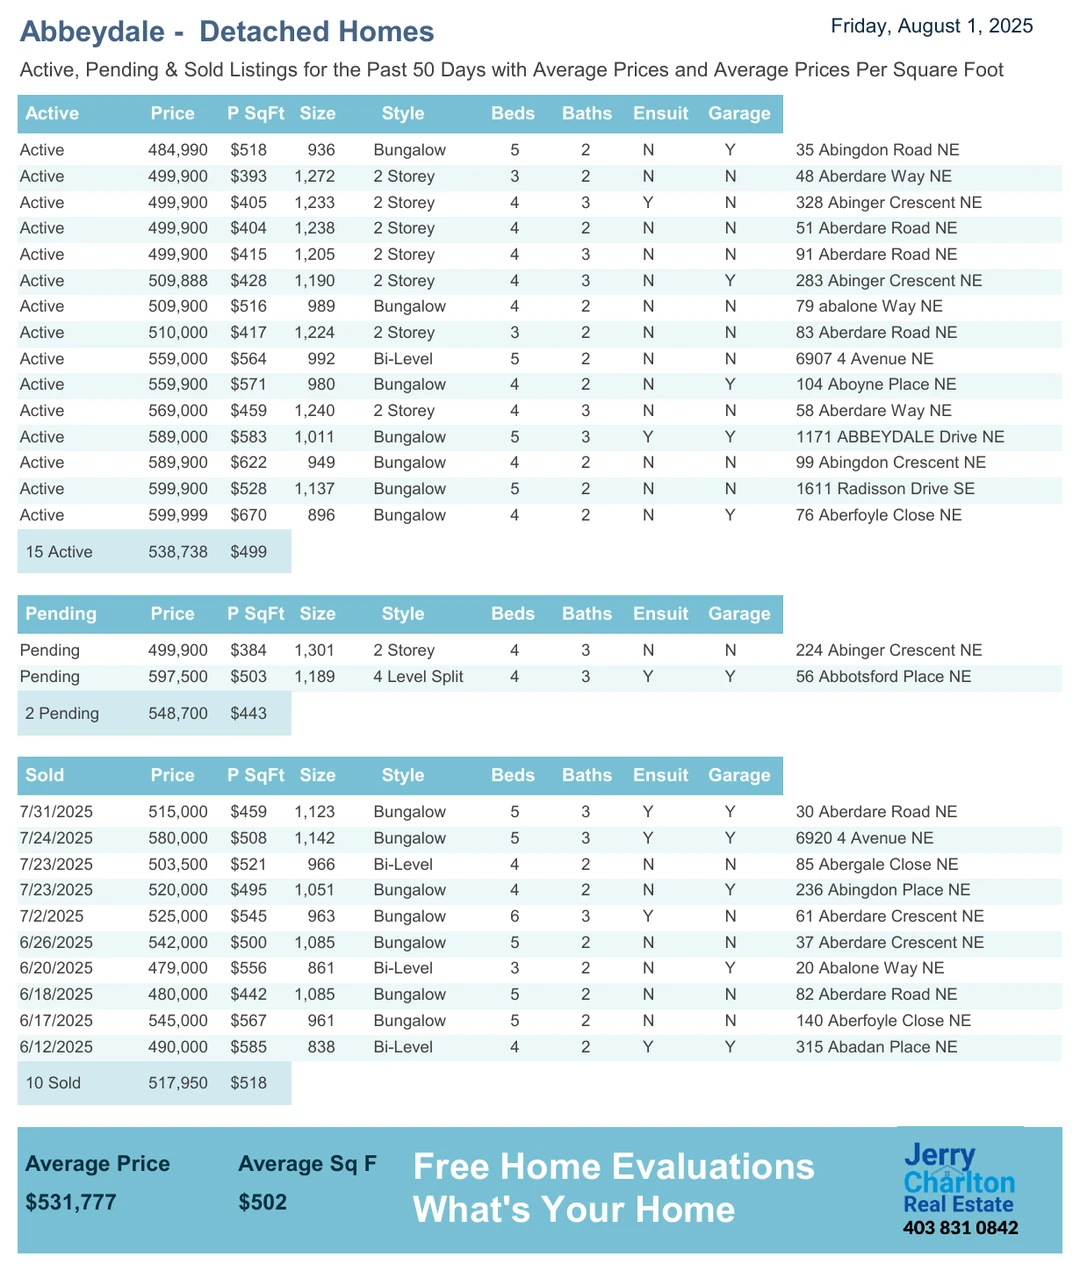 Abbeydale - Detached Homes
Friday, August 1, 2025
Active, Pending & Sold Listings for the Past 50 Days with Average Prices and Average Prices Per Square Foot
Active Price P SqFt Size Style Beds Baths Ensuit Garage
Active 484,990 $518 936 Bungalow 5 2 N Y 35 Abingdon Road NE
Active 499,900 $393 1,272 2 Storey 3 2 N N 48 Aberdare Way NE
Active 499,900 $405 1,233 2 Storey 4 3 Y N 328 Abinger Crescent NE
Active 499,900 $404 1,238 2 Storey 4 2 N N 51 Aberdare Road NE
Active 499,900 $415 1,205 2 Storey 4 3 N N 91 Aberdare Road NE
Active 509,888 $428 1,190 2 Storey 4 3 N Y 283 Abinger Crescent NE
Active 509,900 $516 989 Bungalow 4 2 N N 79 abalone Way NE
Active 510,000 $417 1,224 2 Storey 3 2 N N 83 Aberdare Road NE
Active 559,000 $564 992 Bi-Level 5 2 N N 6907 4 Avenue NE
Active 559,900 $571 980 Bungalow 4 2 N Y 104 Aboyne Place NE
Active 569,000 $459 1,240 2 Storey 4 3 N N 58 Aberdare Way NE
Active 589,000 $583 1,011 Bungalow 5 3 Y Y 1171 ABBEYDALE Drive NE
Active 589,900 $622 949 Bungalow 4 2 N N 99 Abingdon Crescent NE
Active 599,900 $528 1,137 Bungalow 5 2 N N 1611 Radisson Drive SE
Active 599,999 $670 896 Bungalow 4 2 N Y 76 Aberfoyle Close NE
15 Active 538,738 $499
Pending Price P SqFt Size Style Beds Baths Ensuit Garage
Pending 499,900 $384 1,301 2 Storey 4 3 N N 224 Abinger Crescent NE
Pending 597,500 $503 1,189 4 Level Split 4 3 Y Y 56 Abbotsford Place NE
2 Pending 548,700 $443
Sold Price P SqFt Size Style Beds Baths Ensuit Garage
7/31/2025 515,000 $459 1,123 Bungalow 5 3 Y Y 30 Aberdare Road NE
7/24/2025 580,000 $508 1,142 Bungalow 5 3 Y Y 6920 4 Avenue NE
7/23/2025 503,500 $521 966 Bi-Level 4 2 N N 85 Abergale Close NE
7/23/2025 520,000 $495 1,051 Bungalow 4 2 N Y 236 Abingdon Place NE
7/2/2025 525,000 $545 963 Bungalow 6 3 Y N 61 Aberdare Crescent NE
6/26/2025 542,000 $500 1,085 Bungalow 5 2 N N 37 Aberdare Crescent NE
6/20/2025 479,000 $556 861 Bi-Level 3 2 N Y 20 Abalone Way NE
6/18/2025 480,000 $442 1,085 Bungalow 5 2 N N 82 Aberdare Road NE
6/17/2025 545,000 $567 961 Bungalow 5 2 N N 140 Aberfoyle Close NE
6/12/2025 490,000 $585 838 Bi-Level 4 2 Y Y 315 Abadan Place NE
10 Sold 517,950 $518
Average Price Average Sq F
$531,777 $502
Free Home Evaluations
What's Your Home
Jerry
Charlton
Real Estate
403 831 0842